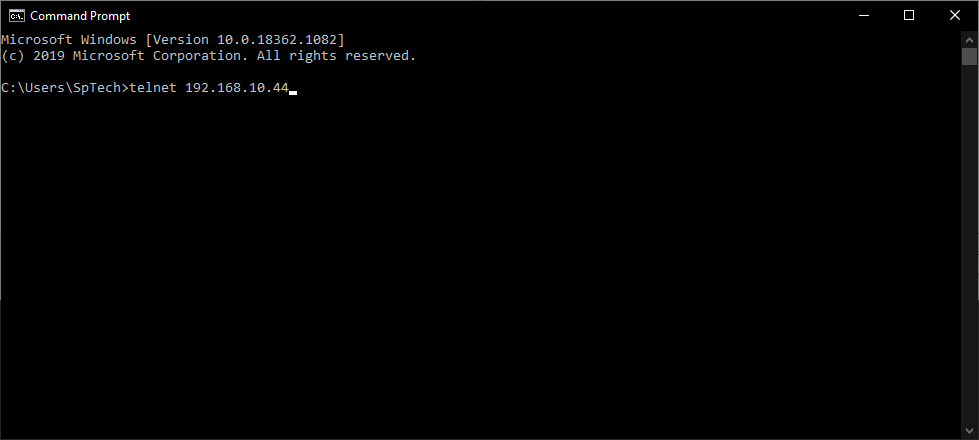 Command Prompt
Microsoft Windows [Version 10.0.18362.1082]
(c) 2019 Microsoft Corporation. All rights reserved.
C:\Users\SpTech>telnet 192.168.10.44